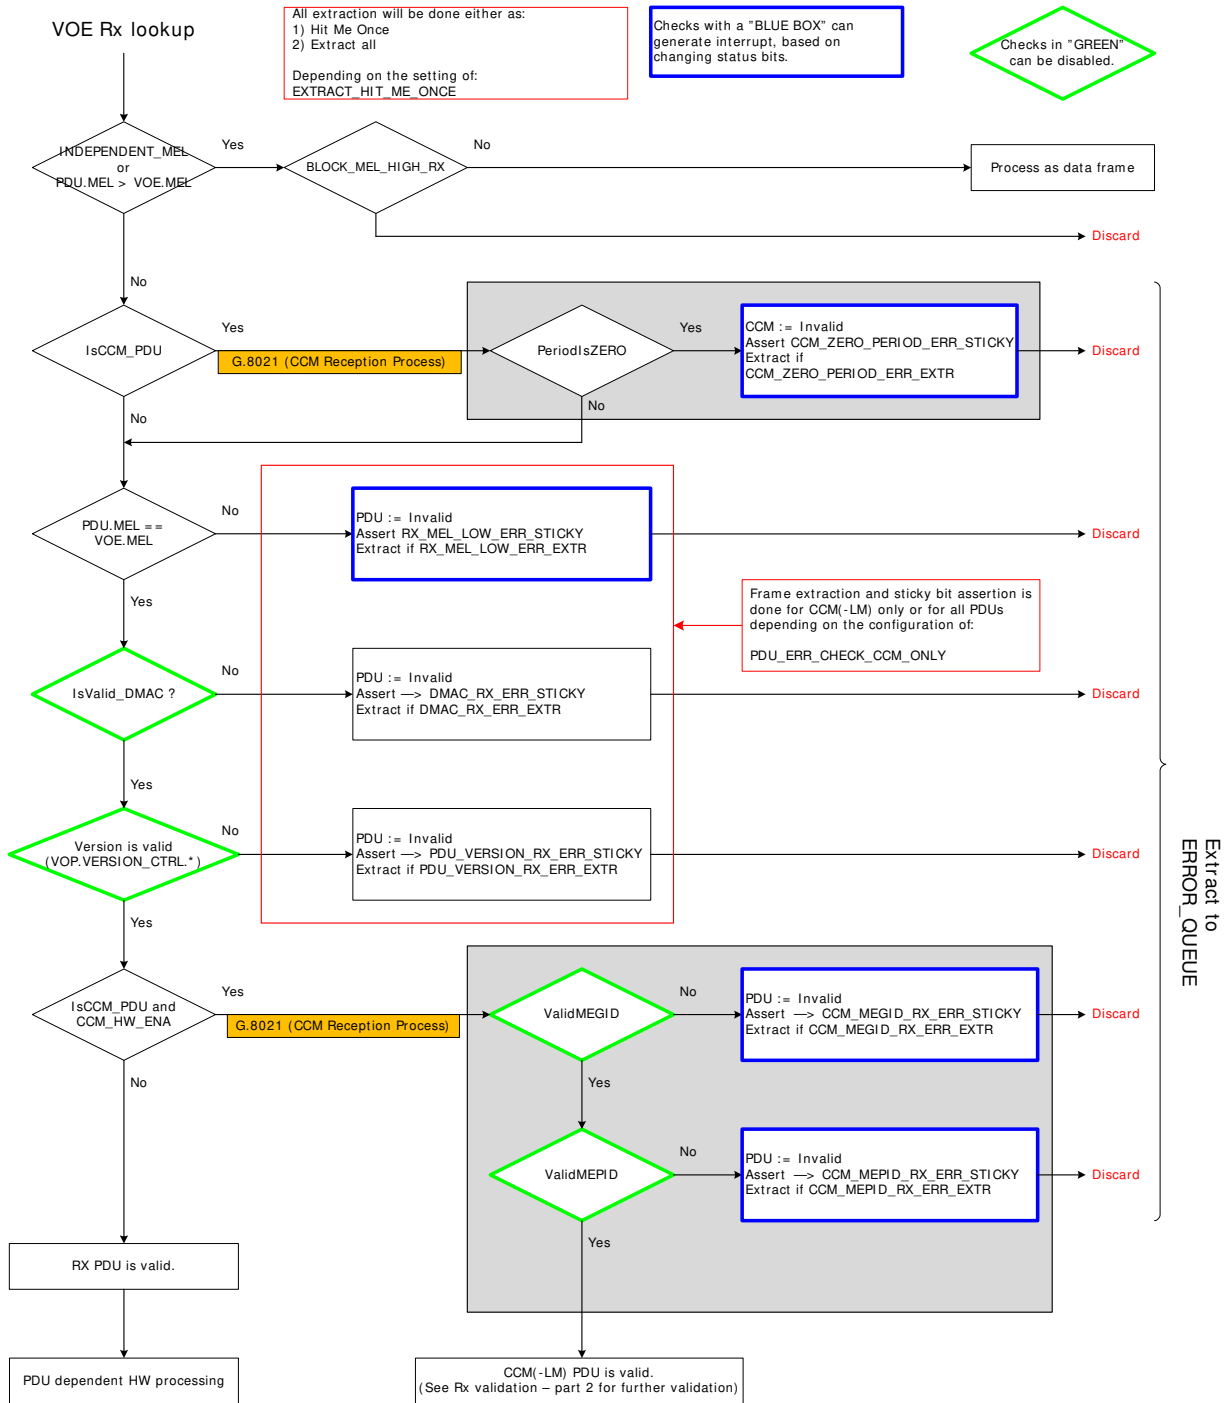 VOE Rx lookup
All extraction will be done either as:
1) Hit Me Once
2) Extract all
Depending on the setting of:
EXTRACT_HIT_ME_ONCE
Checks with a "BLUE BOX" can
generate interrupt, based on
changing status bits.
Checks in "GREEN"
can be disabled.
INDEPENDENT_MEL
or
PDU.MEL > VOE.MEL
Yes
BLOCK_MEL_HIGH_RX
No
Process as data frame
Discard
No
IsCCM_PDU
Yes
G.8021 (CCM Reception Process)
PeriodIsZERO
Yes
CCM := Invalid
Assert CCM_ZERO_PERIOD_ERR_STICKY
Extract if
CCM_ZERO_PERIOD_ERR_EXTR
Discard
No
No
PDU.MEL ==
VOE.MEL
No
PDU := Invalid
Assert RX_MEL_LOW_ERR_STICKY
Extract if RX_MEL_LOW_ERR_EXTR
Discard
Yes
Frame extraction and sticky bit assertion is
done for CCM(-LM) only or for all PDUs
depending on the configuration of:
PDU_ERR_CHECK_CCM_ONLY
IsValid_DMAC ?
No
PDU := Invalid
Assert —> DMAC_RX_ERR_STICKY
Extract if DMAC_RX_ERR_EXTR
Discard
Yes
Version is valid
(VOP.VERSION_CTRL.*)
No
PDU := Invalid
Assert —> PDU_VERSION_RX_ERR_STICKY
Extract if PDU_VERSION_RX_ERR_EXTR
Discard
Extract to
ERROR_QUEUE
Yes
IsCCM_PDU and
CCM_HW_ENA
Yes
G.8021 (CCM Reception Process)
ValidMEGID
No
PDU := Invalid
Assert —> CCM_MEGID_RX_ERR_STICKY
Extract if CCM_MEGID_RX_ERR_EXTR
Discard
No
Yes
ValidMEPID
No
PDU := Invalid
Assert —> CCM_MEPID_RX_ERR_STICKY
Extract if CCM_MEPID_RX_ERR_EXTR
Discard
Yes
RX PDU is valid.
PDU dependent HW processing
CCM(-LM) PDU is valid.
(See Rx validation – part 2 for further validation)